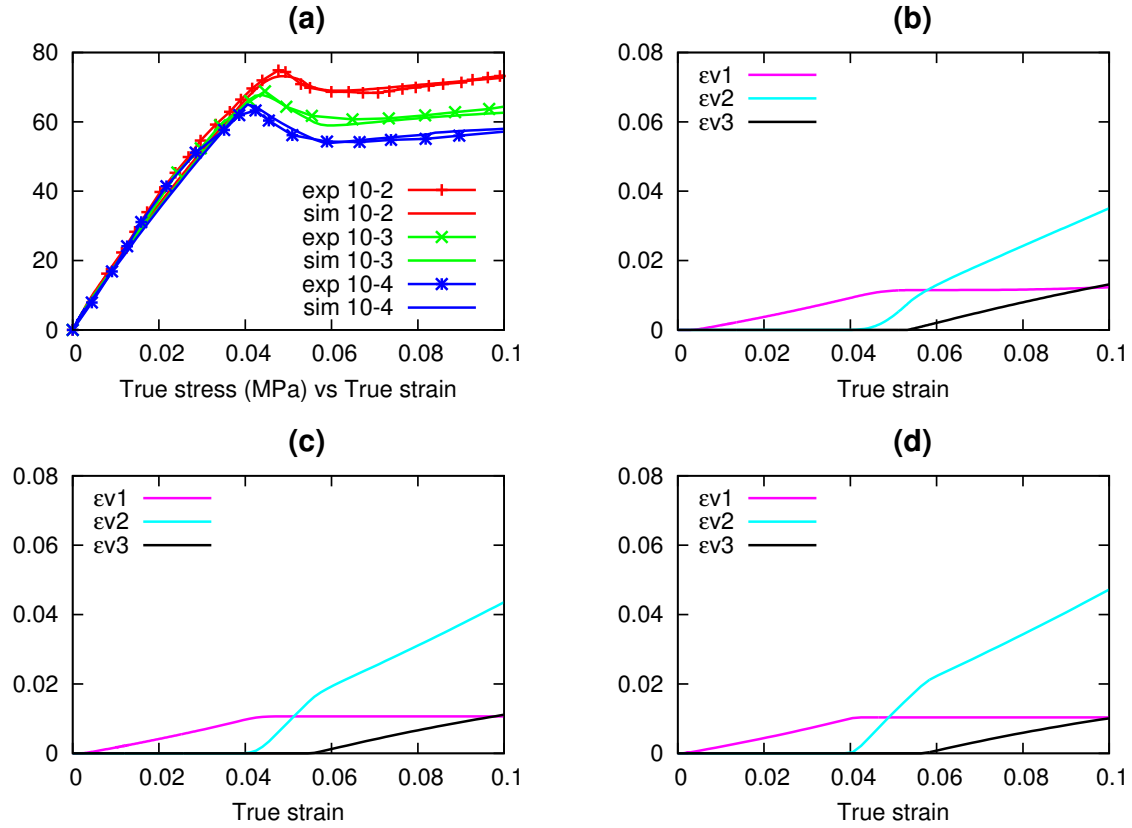 (a)
80
60
40
20
0
exp 10-2
sim 10-2
exp 10-3
sim 10-3
exp 10-4
sim 10-4
0 0.02 0.04 0.06 0.08 0.1
True stress (MPa) vs True strain
(b)
0.08
0.06
0.04
0.02
0
εv1
εv2
εv3
0 0.02 0.04 0.06 0.08 0.1
True strain
(c)
0.08
0.06
0.04
0.02
0
εv1
εv2
εv3
0 0.02 0.04 0.06 0.08 0.1
True strain
(d)
0.08
0.06
0.04
0.02
0
εv1
εv2
εv3
0 0.02 0.04 0.06 0.08 0.1
True strain